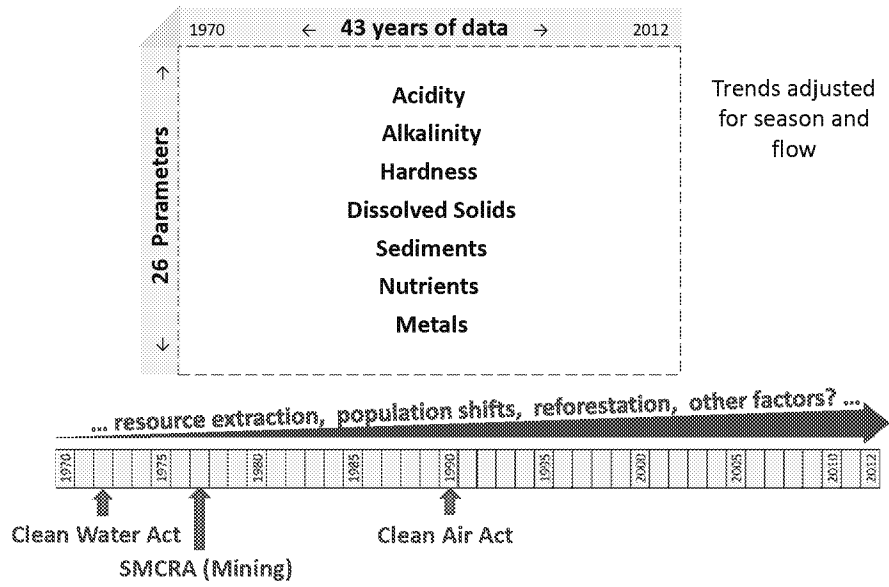 1970 ← 43 years of data → 2012
← 26 Parameters →
Acidity
Alkalinity
Hardness
Dissolved Solids
Sediments
Nutrients
Metals
Trends adjusted
for season and
flow
... resource extraction, population shifts, reforestation, other factors? ...
1970 1975 1980 1985 1990 1995 2000 2005 2010 2012
Clean Water Act
SMCRA (Mining)
Clean Air Act